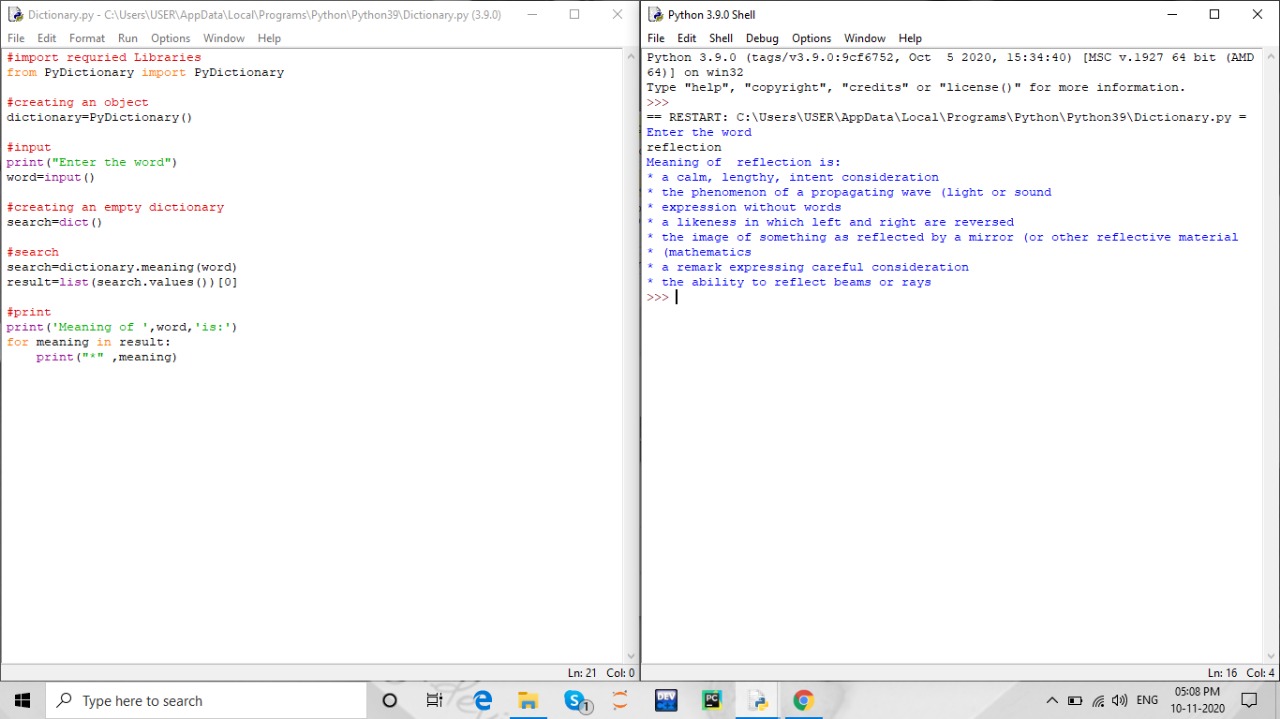 Dictionary.py - C:\Users\USER\AppData\Local\Programs\Python\Python39\Dictionary.py (3.9.0)
File Edit Format Run Options Window Help
#import requried Libraries
from PyDictionary import PyDictionary
#creating an object
dictionary=PyDictionary()
#input
print("Enter the word")
word=input()
#creating an empty dictionary
search=dict()
#search
search=dictionary.meaning(word)
result=list(search.values())[0]
#print
print('Meaning of ',word,'is:')
for meaning in result:
    print("*" ,meaning)
Ln: 21 Col: 0
Python 3.9.0 Shell
File Edit Shell Debug Options Window Help
Python 3.9.0 (tags/v3.9.0:9cf6752, Oct  5 2020, 15:34:40) [MSC v.1927 64 bit (AMD
64)] on win32
Type "help", "copyright", "credits" or "license()" for more information.
>>>
== RESTART: C:\Users\USER\AppData\Local\Programs\Python\Python39\Dictionary.py =
Enter the word
reflection
Meaning of  reflection is:
* a calm, lengthy, intent consideration
* the phenomenon of a propagating wave (light or sound
* expression without words
* a likeness in which left and right are reversed
* the image of something as reflected by a mirror (or other reflective material
* (mathematics
* a remark expressing careful consideration
* the ability to reflect beams or rays
>>>
Ln: 16 Col: 4
Type here to search
1
DEV
C++
PC
ENG
05:08 PM
10-11-2020